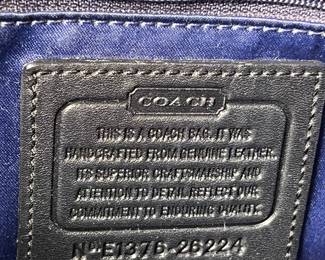 COACH
THIS IS A COACH BAG. IT WAS
HANDCRAFTED FROM GENUINE LEATHER.
ITS SUPERIOR CRAFTSMANSHIP AND
ATTENTION TO DETAIL REFLECT OUR
COMMITMENT TO ENDURING QUALITY.
Nº E1376-26224